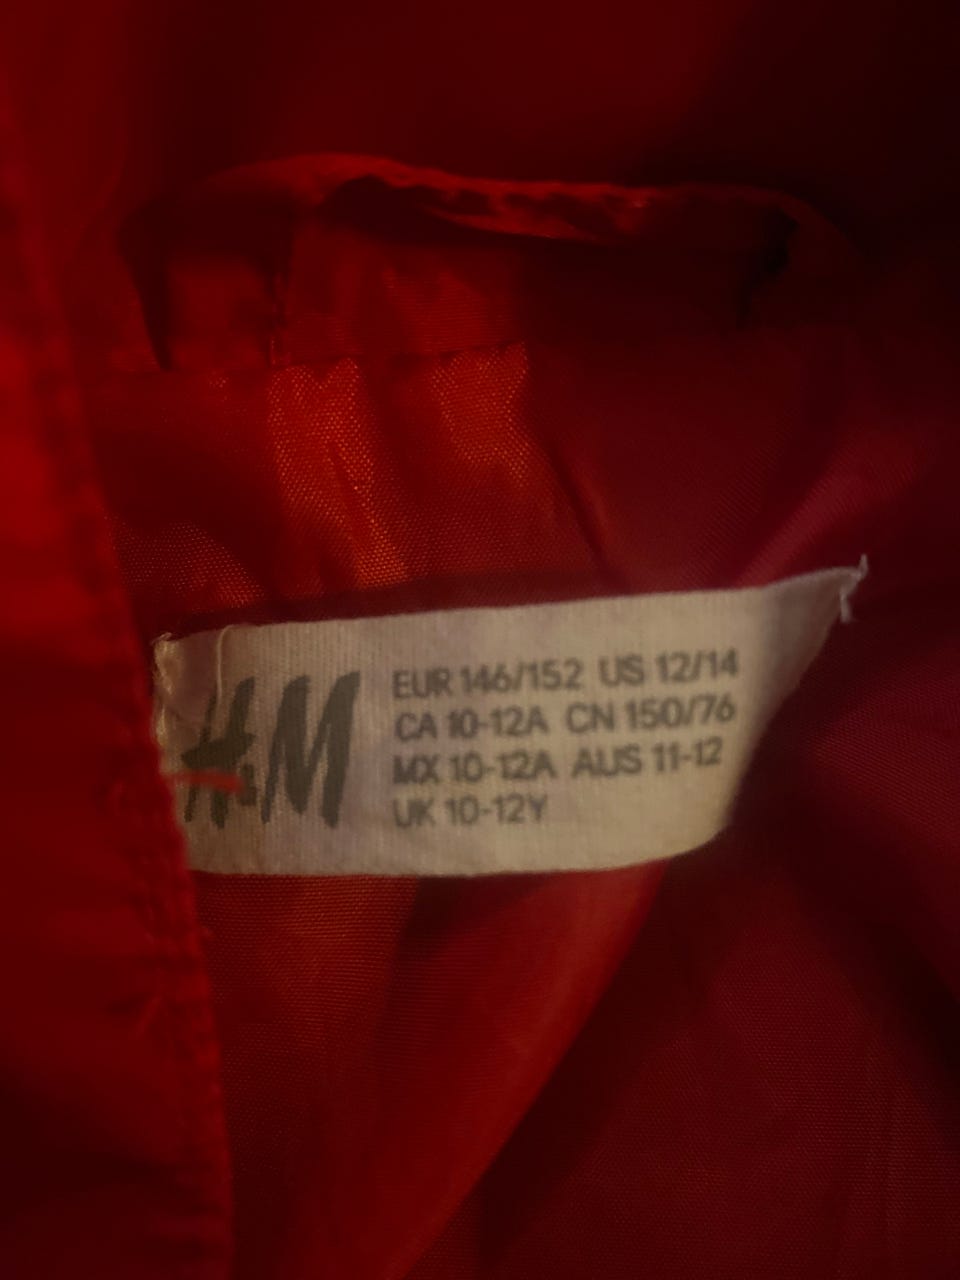 H&M
EUR 146/152 US 12/14
CA 10-12A CN 150/76
MX 10-12A AUS 11-12
UK 10-12Y